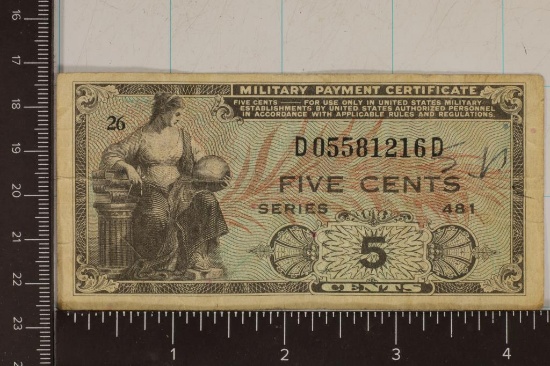 MILITARY PAYMENT CERTIFICATE
FIVE CENTS — FOR USE ONLY IN UNITED STATES MILITARY
ESTABLISHMENTS BY UNITED STATES AUTHORIZED PERSONNEL
IN ACCORDANCE WITH APPLICABLE RULES AND REGULATIONS.
26
D05581216D
FIVE CENTS
SERIES 481
5
CENTS
16
17
18
19
20
21
22
23
1 2 3 4